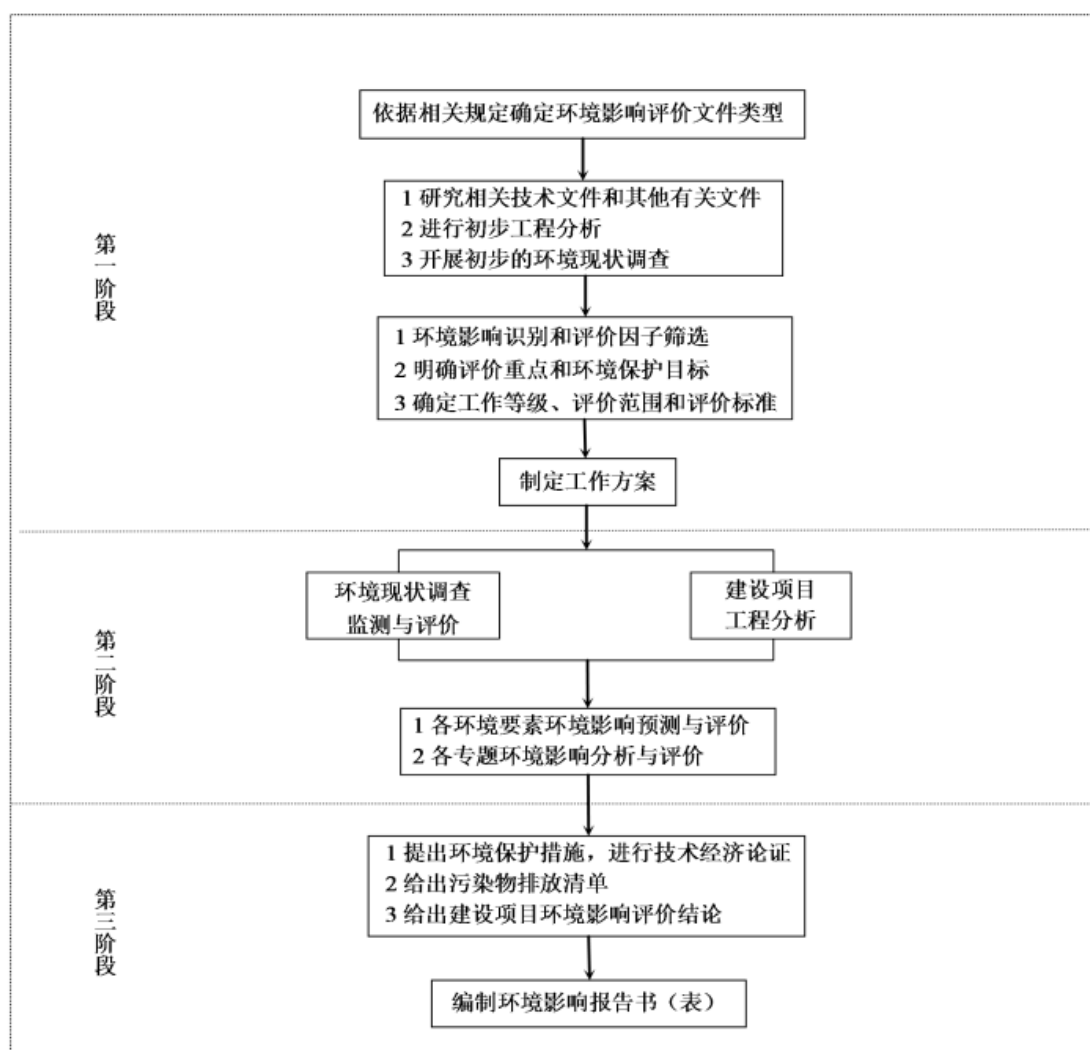 依据相关规定确定环境影响评价文件类型
第一阶段
1 研究相关技术文件和其他有关文件
2 进行初步工程分析
3 开展初步的环境现状调查
1 环境影响识别和评价因子筛选
2 明确评价重点和环境保护目标
3 确定工作等级、评价范围和评价标准
制定工作方案
第二阶段
环境现状调查
监测与评价
建设项目
工程分析
1 各环境要素环境影响预测与评价
2 各专题环境影响分析与评价
第三阶段
1 提出环境保护措施，进行技术经济论证
2 给出污染物排放清单
3 给出建设项目环境影响评价结论
编制环境影响报告书（表）